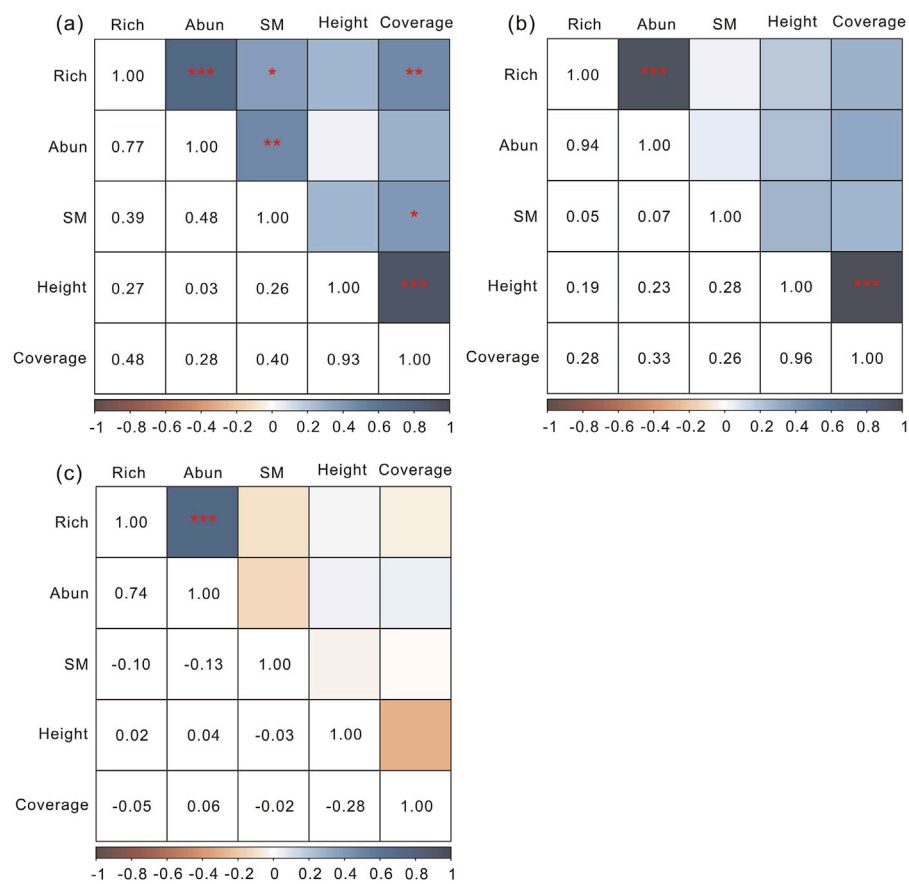 (a) Rich Abun SM Height Coverage
Rich 1.00 *** * **
Abun 0.77 1.00 **
SM 0.39 0.48 1.00 *
Height 0.27 0.03 0.26 1.00 ***
Coverage 0.48 0.28 0.40 0.93 1.00
-1 -0.8 -0.6 -0.4 -0.2 0 0.2 0.4 0.6 0.8 1
(b) Rich Abun SM Height Coverage
Rich 1.00 ***
Abun 0.94 1.00
SM 0.05 0.07 1.00
Height 0.19 0.23 0.28 1.00 ***
Coverage 0.28 0.33 0.26 0.96 1.00
-1 -0.8 -0.6 -0.4 -0.2 0 0.2 0.4 0.6 0.8 1
(c) Rich Abun SM Height Coverage
Rich 1.00 ***
Abun 0.74 1.00
SM -0.10 -0.13 1.00
Height 0.02 0.04 -0.03 1.00
Coverage -0.05 0.06 -0.02 -0.28 1.00
-1 -0.8 -0.6 -0.4 -0.2 0 0.2 0.4 0.6 0.8 1